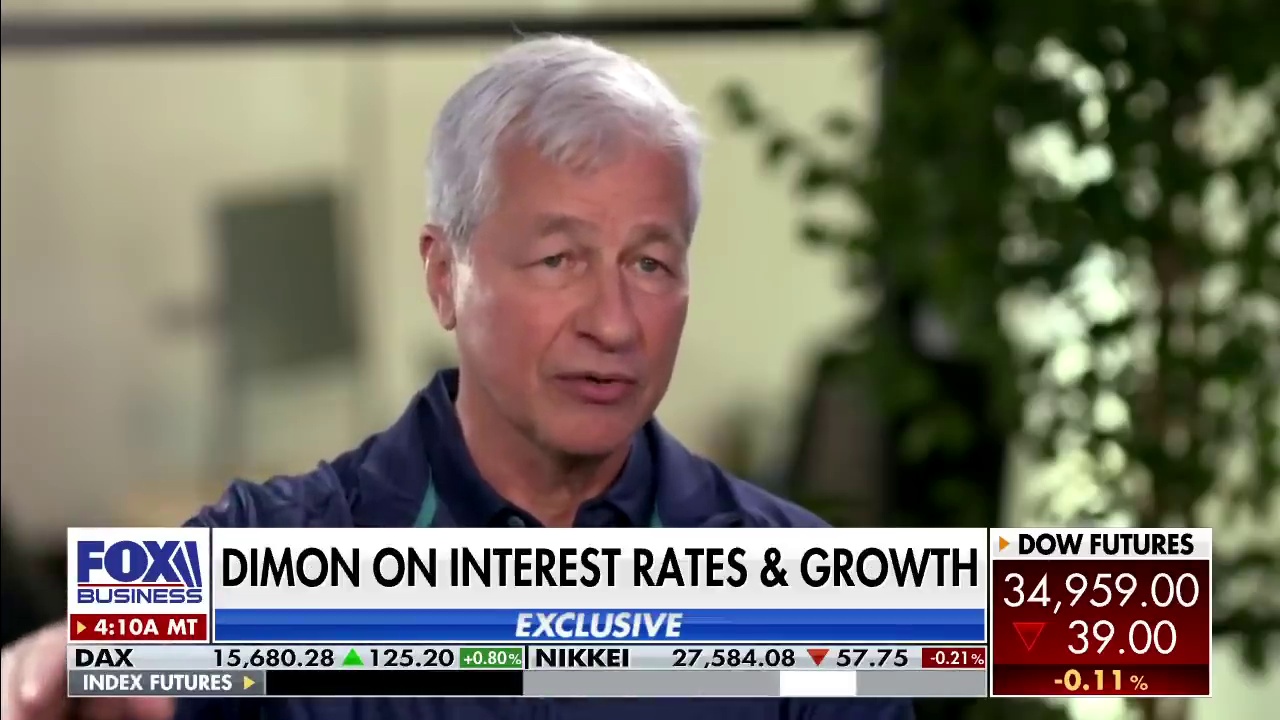 FOX
BUSINESS
4:10A MT
DIMON ON INTEREST RATES & GROWTH
EXCLUSIVE
DOW FUTURES
34,959.00
39.00
-0.11%
DAX 15,680.28 125.20 +0.80% NIKKEI 27,584.08 57.75 -0.21%
INDEX FUTURES